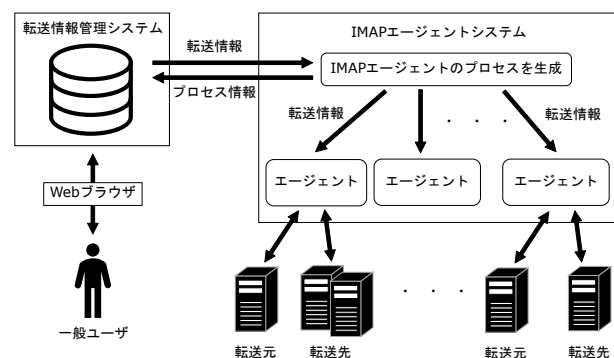 転送情報管理システム
転送情報
プロセス情報
IMAPエージェントシステム
IMAPエージェントのプロセスを生成
転送情報
・ ・ ・
転送情報
エージェント
エージェント
エージェント
Webブラウザ
一般ユーザ
転送元
転送先
・ ・ ・
転送元
転送先